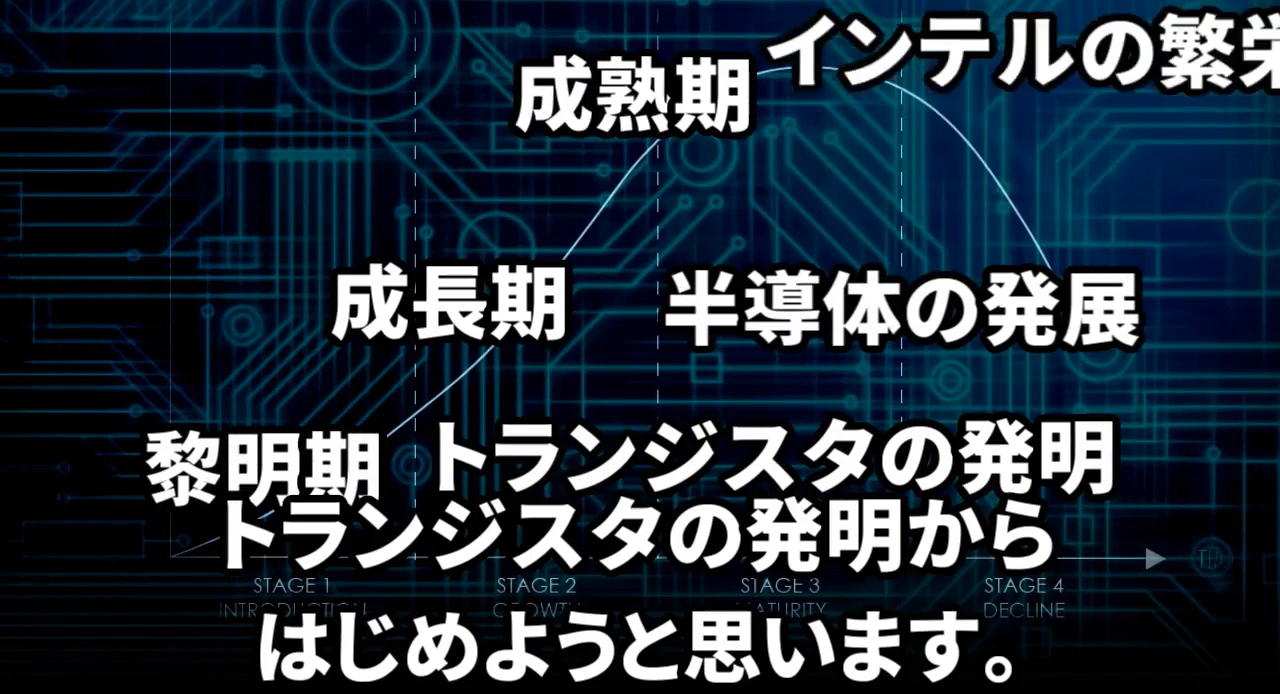 インテルの繁栄
成熟期
成長期 半導体の発展
黎明期 トランジスタの発明
トランジスタの発明から
STAGE 1 STAGE 2 STAGE 3 STAGE 4
INTRODUCTION GROWTH MATURITY DECLINE
はじめようと思います。